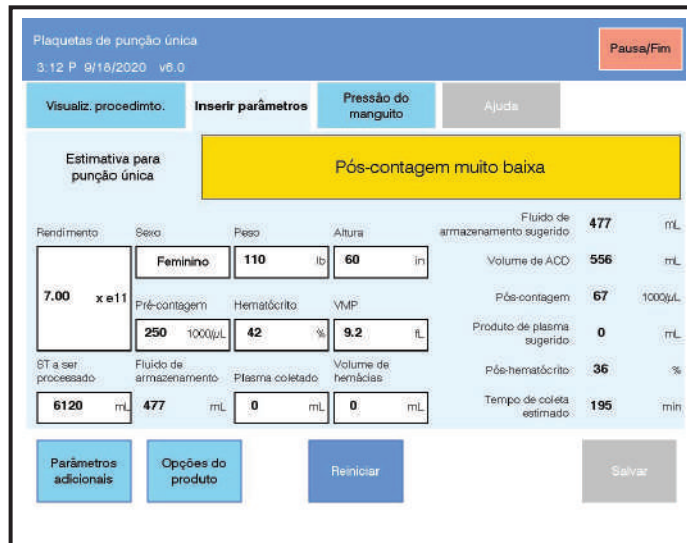 Plaquetas de punção única
3:12 P 9/18/2020 v6.0
Pausa/Fim
Visualiz. procedimto.
Inserir parâmetros
Pressão do
manguito
Ajuda
Estimativa para
punção única
Pós-contagem muito baixa
Rendimento
7.00 x e11
Sexo
Feminino
Peso
110 lb
Altura
60 in
Pré-contagem
250 1000/µL
Hematócrito
42 %
VMP
9.2 fL
ST a ser
processado
6120 mL
Fluido de
armazenamento
477 mL
Plasma coletado
0 mL
Volume de
hemácias
0 mL
Fluido de
armazenamento sugerido
477 mL
Volume de ACD
556 mL
Pós-contagem
67 1000/µL
Produto de plasma
sugerido
0 mL
Pós-hematócrito
36 %
Tempo de coleta
estimado
195 min
Parâmetros
adicionais
Opções do
produto
Reiniciar
Salvar